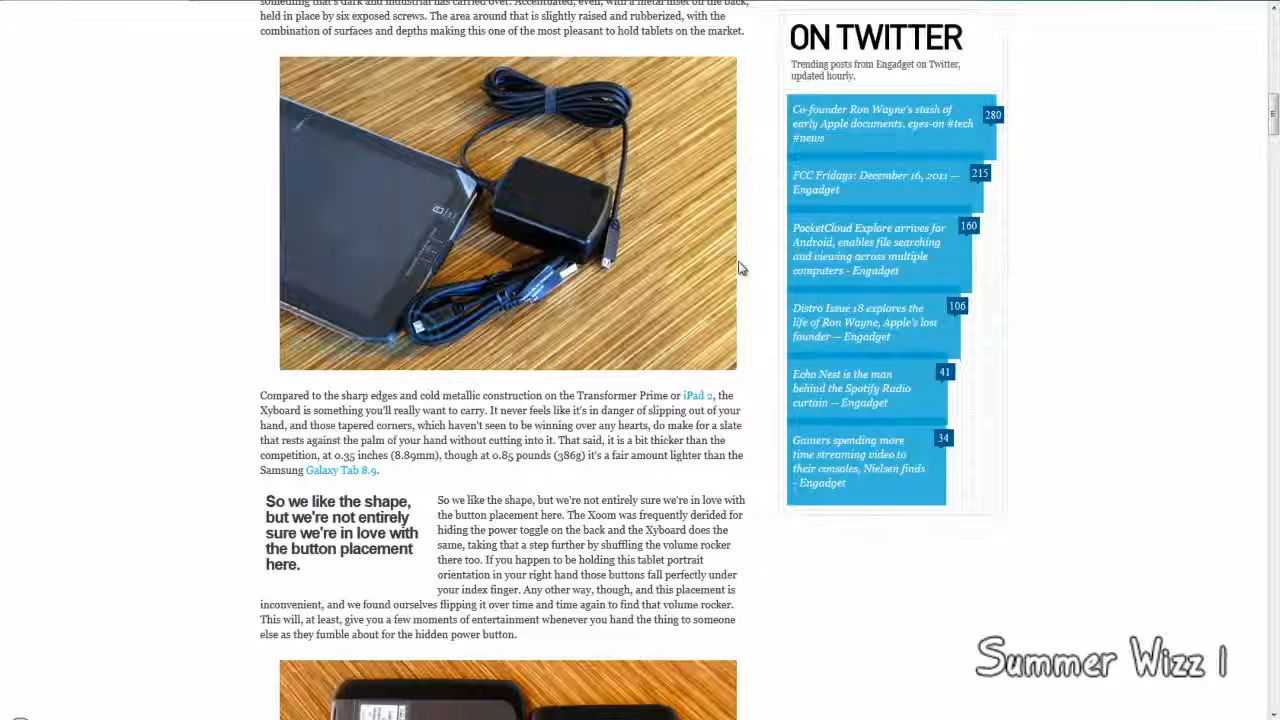 something that's dark and industrial has carried over. Accentuated, even, with a metal inset on the back,
held in place by six exposed screws. The area around that is slightly raised and rubberized, with the
combination of surfaces and depths making this one of the most pleasant to hold tablets on the market.
Compared to the sharp edges and cold metallic construction on the Transformer Prime or iPad 2, the
Xyboard is something you'll really want to carry. It never feels like it's in danger of slipping out of your
hand, and those tapered corners, which haven't seen to be winning over any hearts, do make for a slate
that rests against the palm of your hand without cutting into it. That said, it is a bit thicker than the
competition, at 0.35 inches (8.89mm), though at 0.85 pounds (386g) it's a fair amount lighter than the
Samsung Galaxy Tab 8.9.
So we like the shape,
but we're not entirely
sure we're in love with
the button placement
here.
So we like the shape, but we're not entirely sure we're in love with
the button placement here. The Xoom was frequently derided for
hiding the power toggle on the back and the Xyboard does the
same, taking that a step further by shuffling the volume rocker
there too. If you happen to be holding this tablet portrait
orientation in your right hand those buttons fall perfectly under
your index finger. Any other way, though, and this placement is
inconvenient, and we found ourselves flipping it over time and time again to find that volume rocker.
This will, at least, give you a few moments of entertainment whenever you hand the thing to someone
else as they fumble about for the hidden power button.
ON TWITTER
Trending posts from Engadget on Twitter,
updated hourly.
Co-founder Ron Wayne's stash of
early Apple documents, eyes-on #tech
#news
280
FCC Fridays: December 16, 2011 —
Engadget
215
PocketCloud Explore arrives for
Android, enables file searching
and viewing across multiple
computers - Engadget
160
Distro Issue 18 explores the
life of Ron Wayne, Apple's lost
founder — Engadget
106
Echo Nest is the man
behind the Spotify Radio
curtain — Engadget
41
Gamers spending more
time streaming video to
their consoles, Nielsen finds
- Engadget
34
Summer Wizz 1